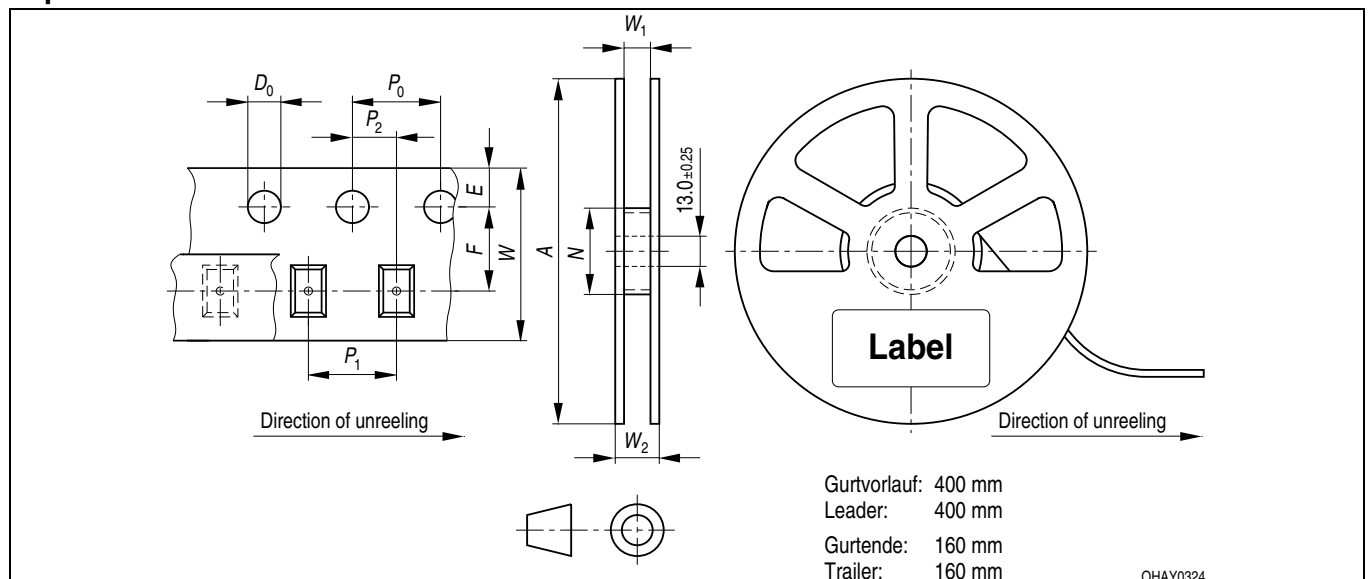 W1
D0
P0
P2
E
F
W
A
N
13.0±0.25
P1
Label
Direction of unreeling
Direction of unreeling
W2
Gurtvorlauf: 400 mm
Leader: 400 mm
Gurtende: 160 mm
Trailer: 160 mm
OHAY0324